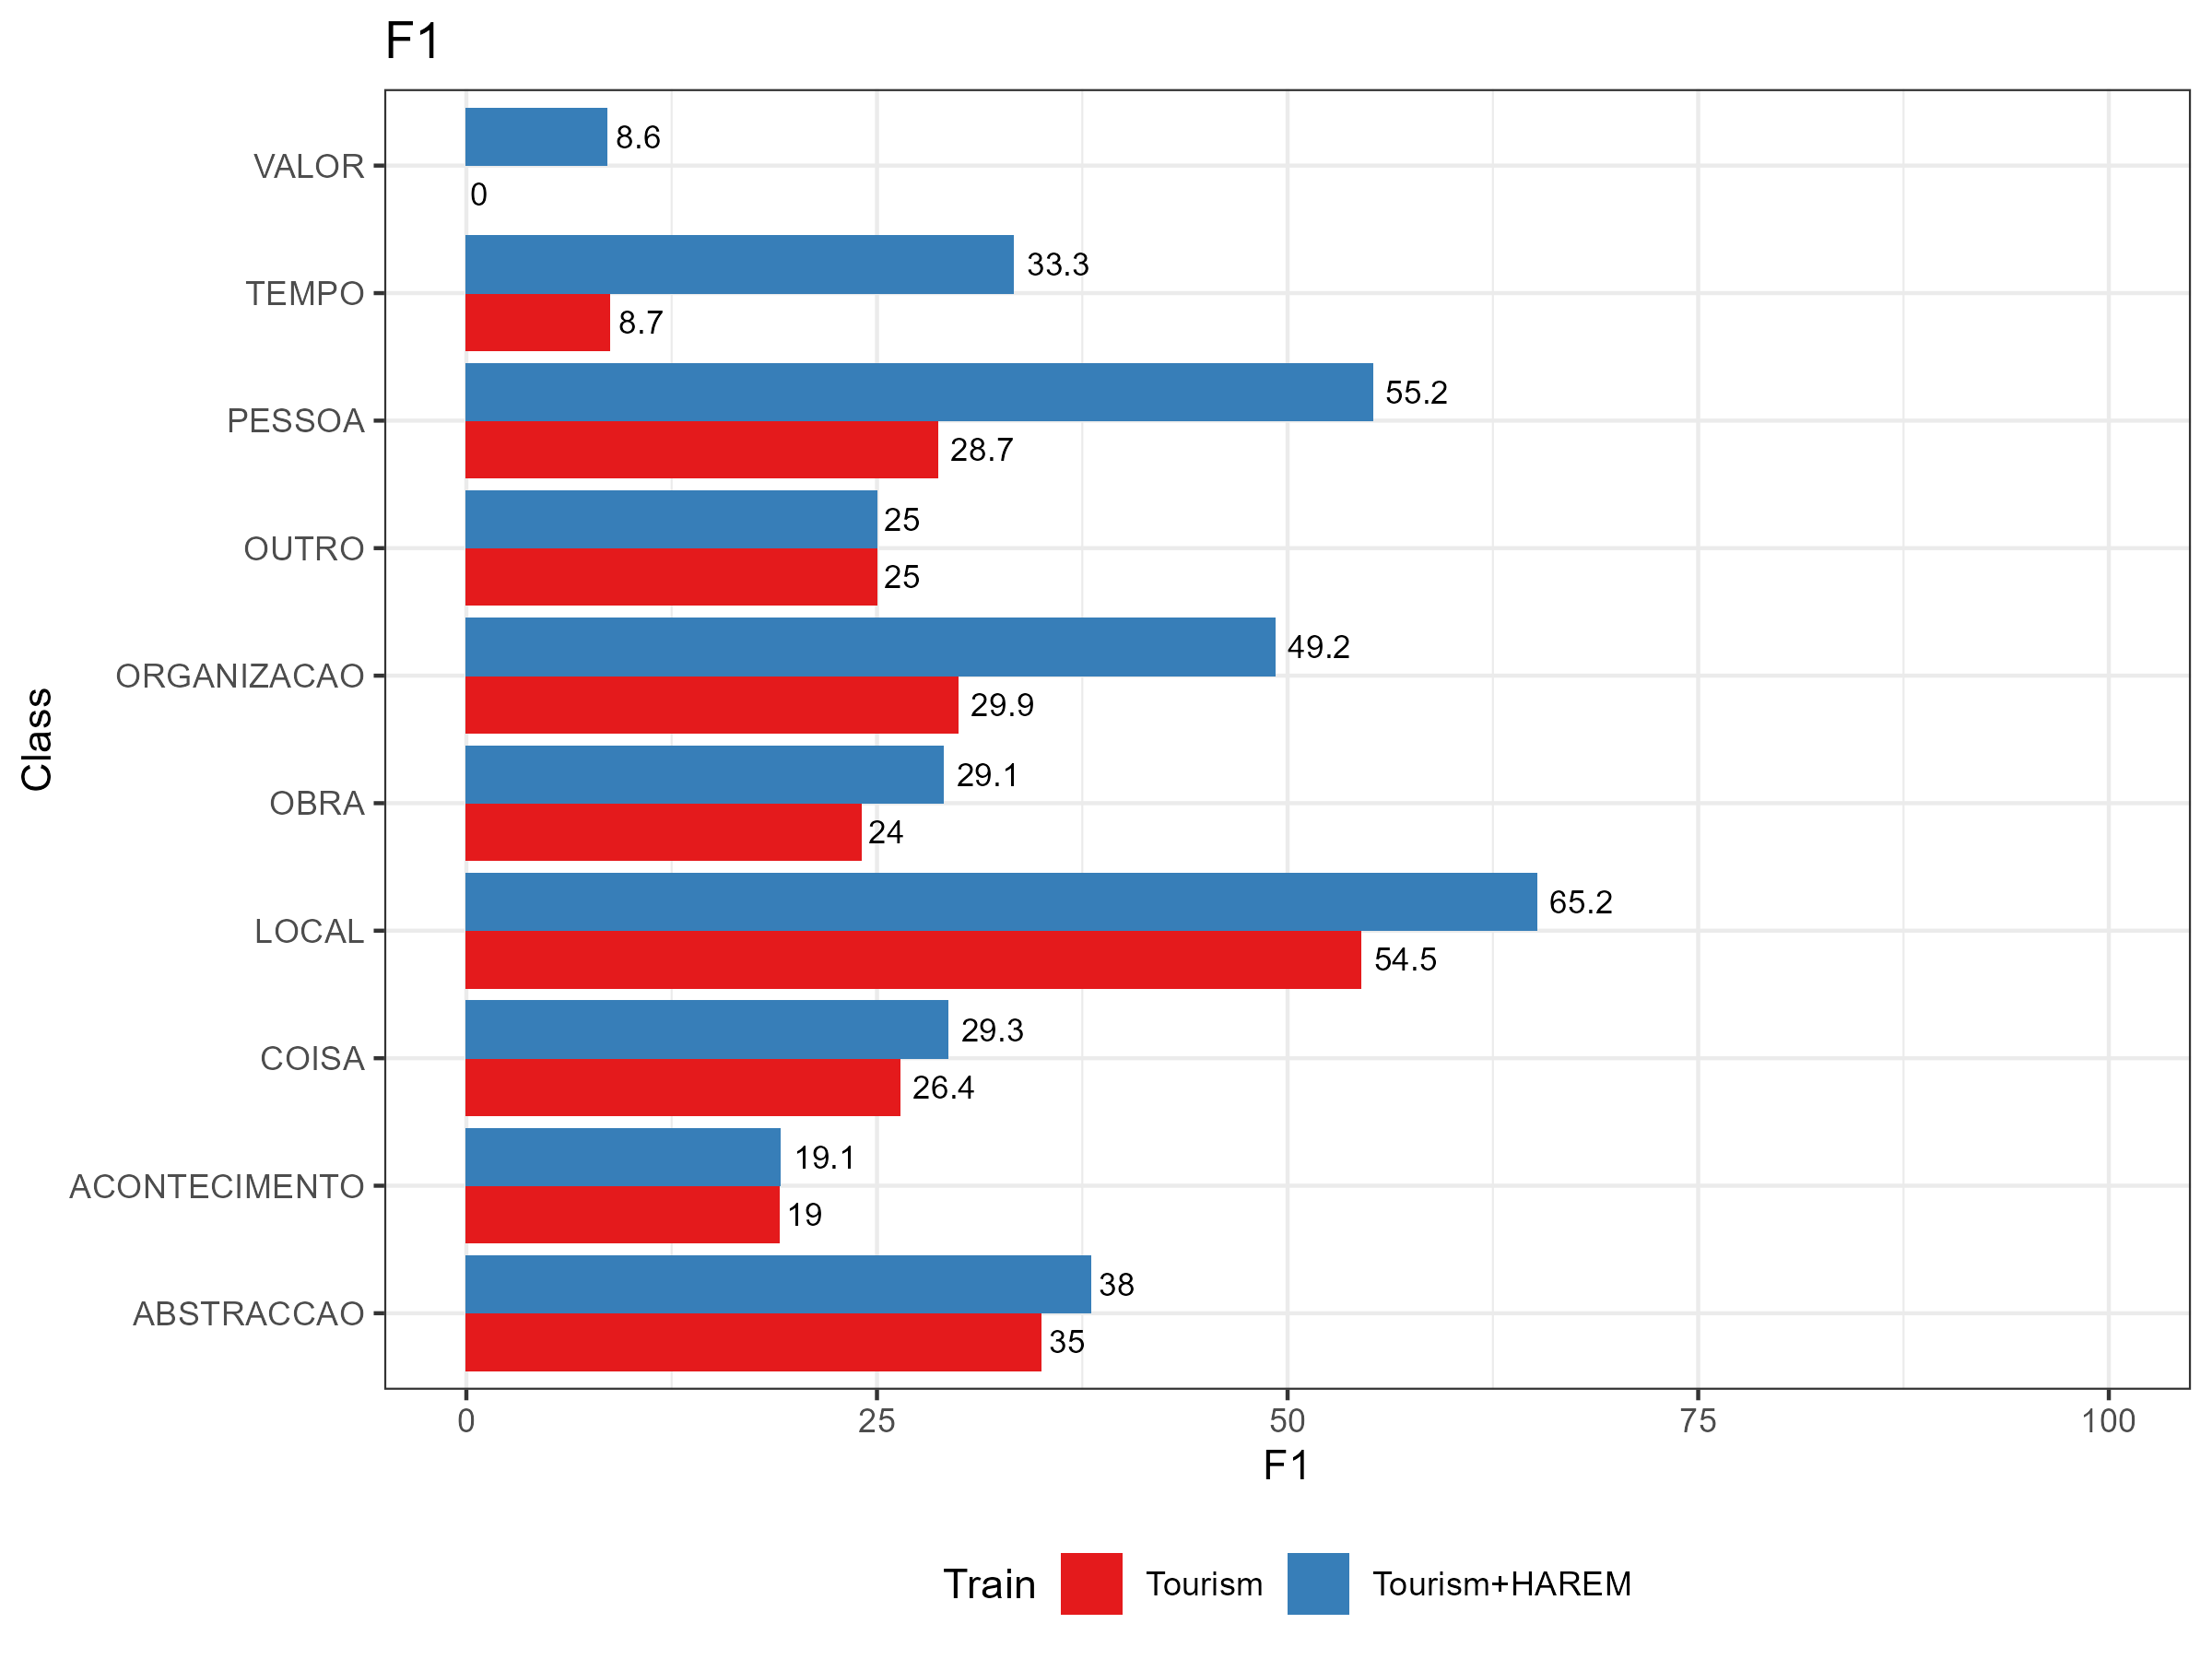 F1
VALOR
8.6
0
TEMPO
33.3
8.7
PESSOA
55.2
28.7
OUTRO
25
25
ORGANIZACAO
49.2
29.9
OBRA
29.1
24
LOCAL
65.2
54.5
COISA
29.3
26.4
ACONTECIMENTO
19.1
19
ABSTRACCAO
38
35
Class
0 25 50 75 100
F1
Train Tourism Tourism+HAREM